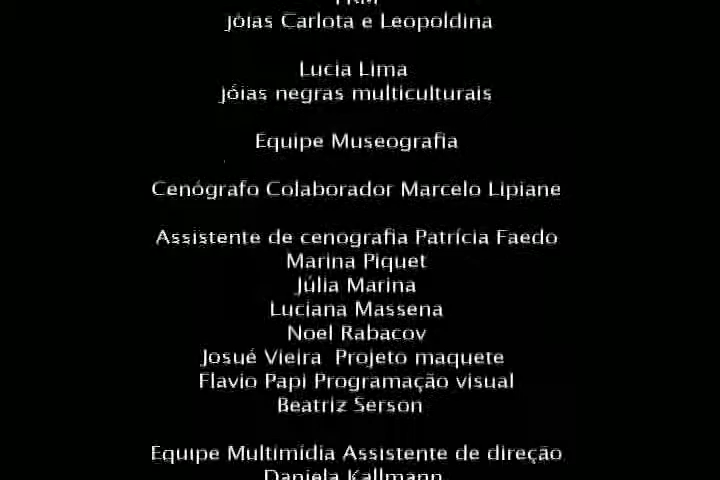 jóias Carlota e Leopoldina
Lucia Lima
jóias negras multiculturais
Equipe Museografia
Cenógrafo Colaborador Marcelo Lipiane
Assistente de cenografia Patrícia Faedo
Marina Piquet
Júlia Marina
Luciana Massena
Noel Rabacov
Josué Vieira Projeto maquete
Flavio Papi Programação visual
Beatriz Serson
Equipe Multimídia Assistente de direção
Daniela Kallmann